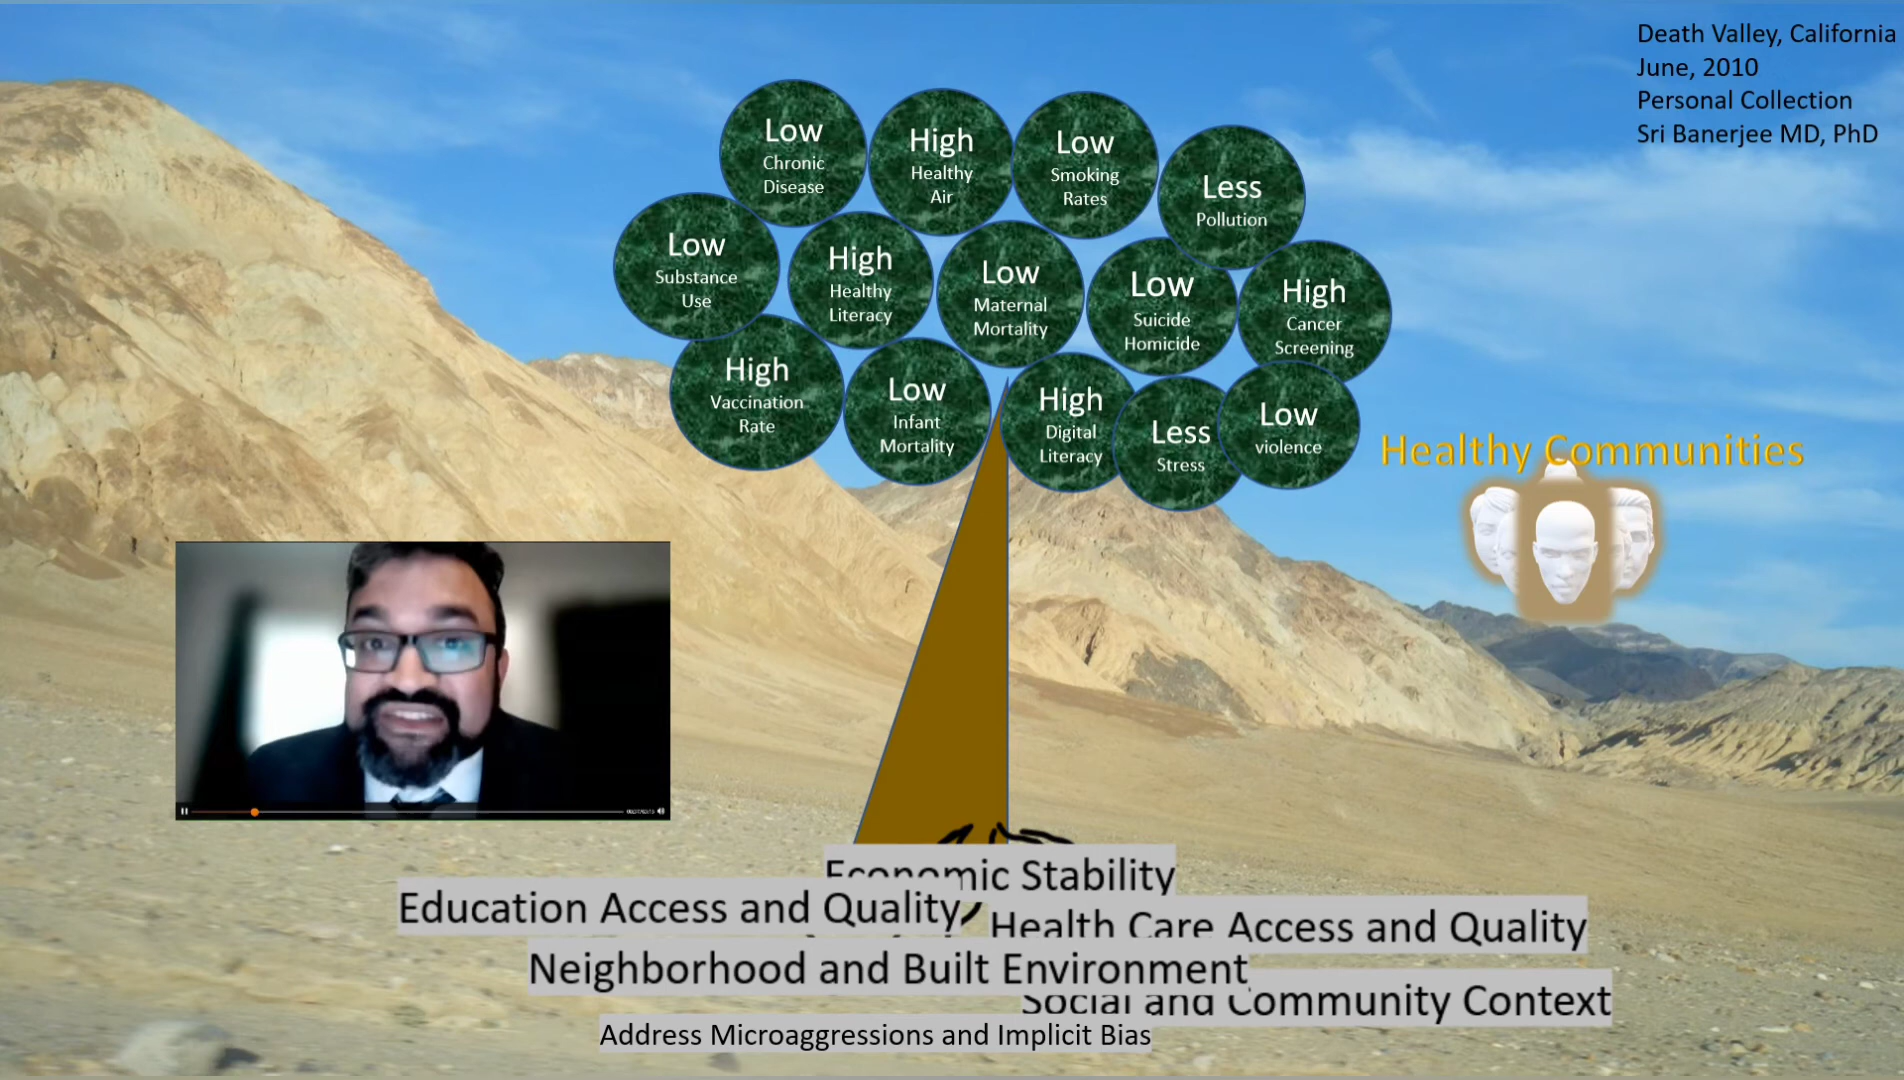 Death Valley, California
June, 2010
Personal Collection
Sri Banerjee MD, PhD
Low
Chronic
Disease
High
Healthy
Air
Low
Smoking
Rates
Less
Pollution
Low
Substance
Use
High
Healthy
Literacy
Low
Maternal
Mortality
Low
Suicide
Homicide
High
Cancer
Screening
High
Vaccination
Rate
Low
Infant
Mortality
High
Digital
Literacy
Less
Stress
Low
violence
Healthy Communities
Economic Stability
Education Access and Quality
Health Care Access and Quality
Neighborhood and Built Environment
Social and Community Context
Address Microaggressions and Implicit Bias